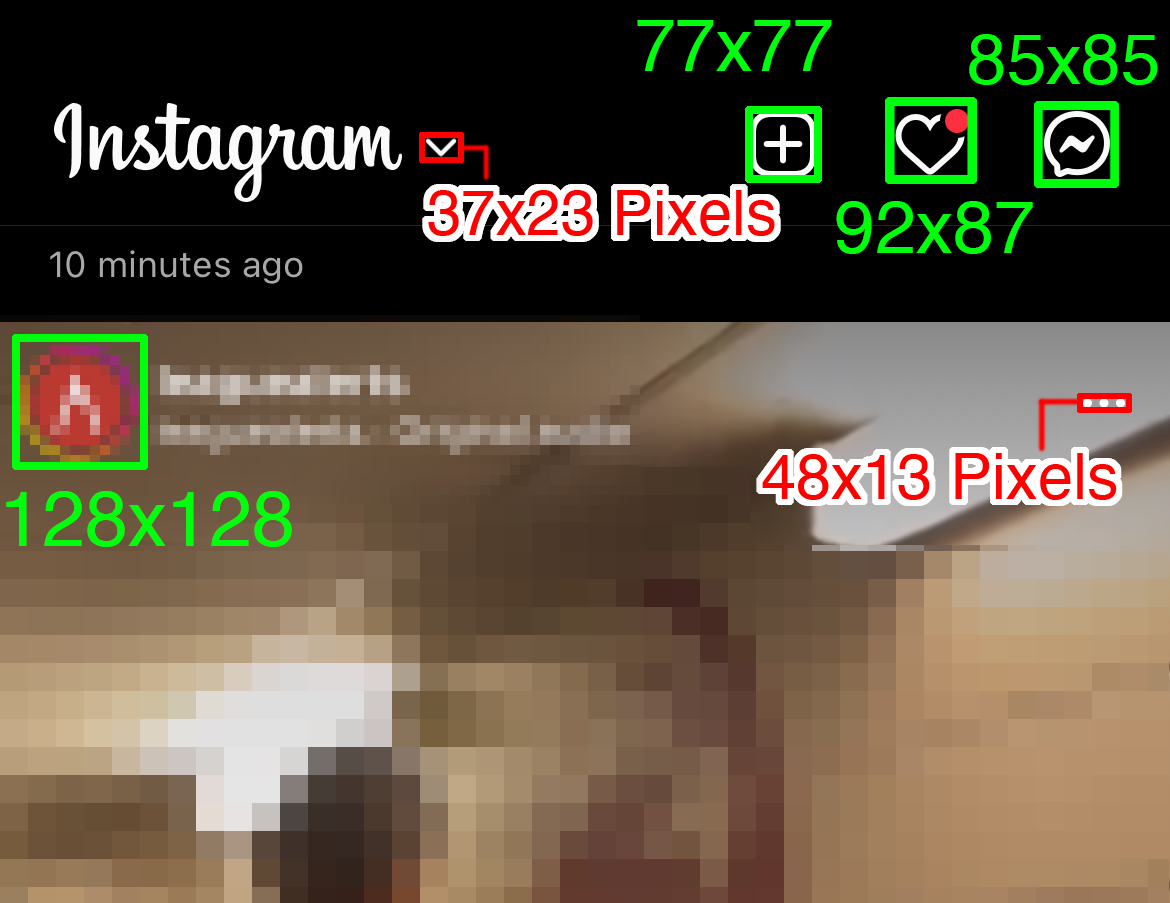 77x77
85x85
Instagram
37x23 Pixels
92x87
10 minutes ago
128x128
48x13 Pixels